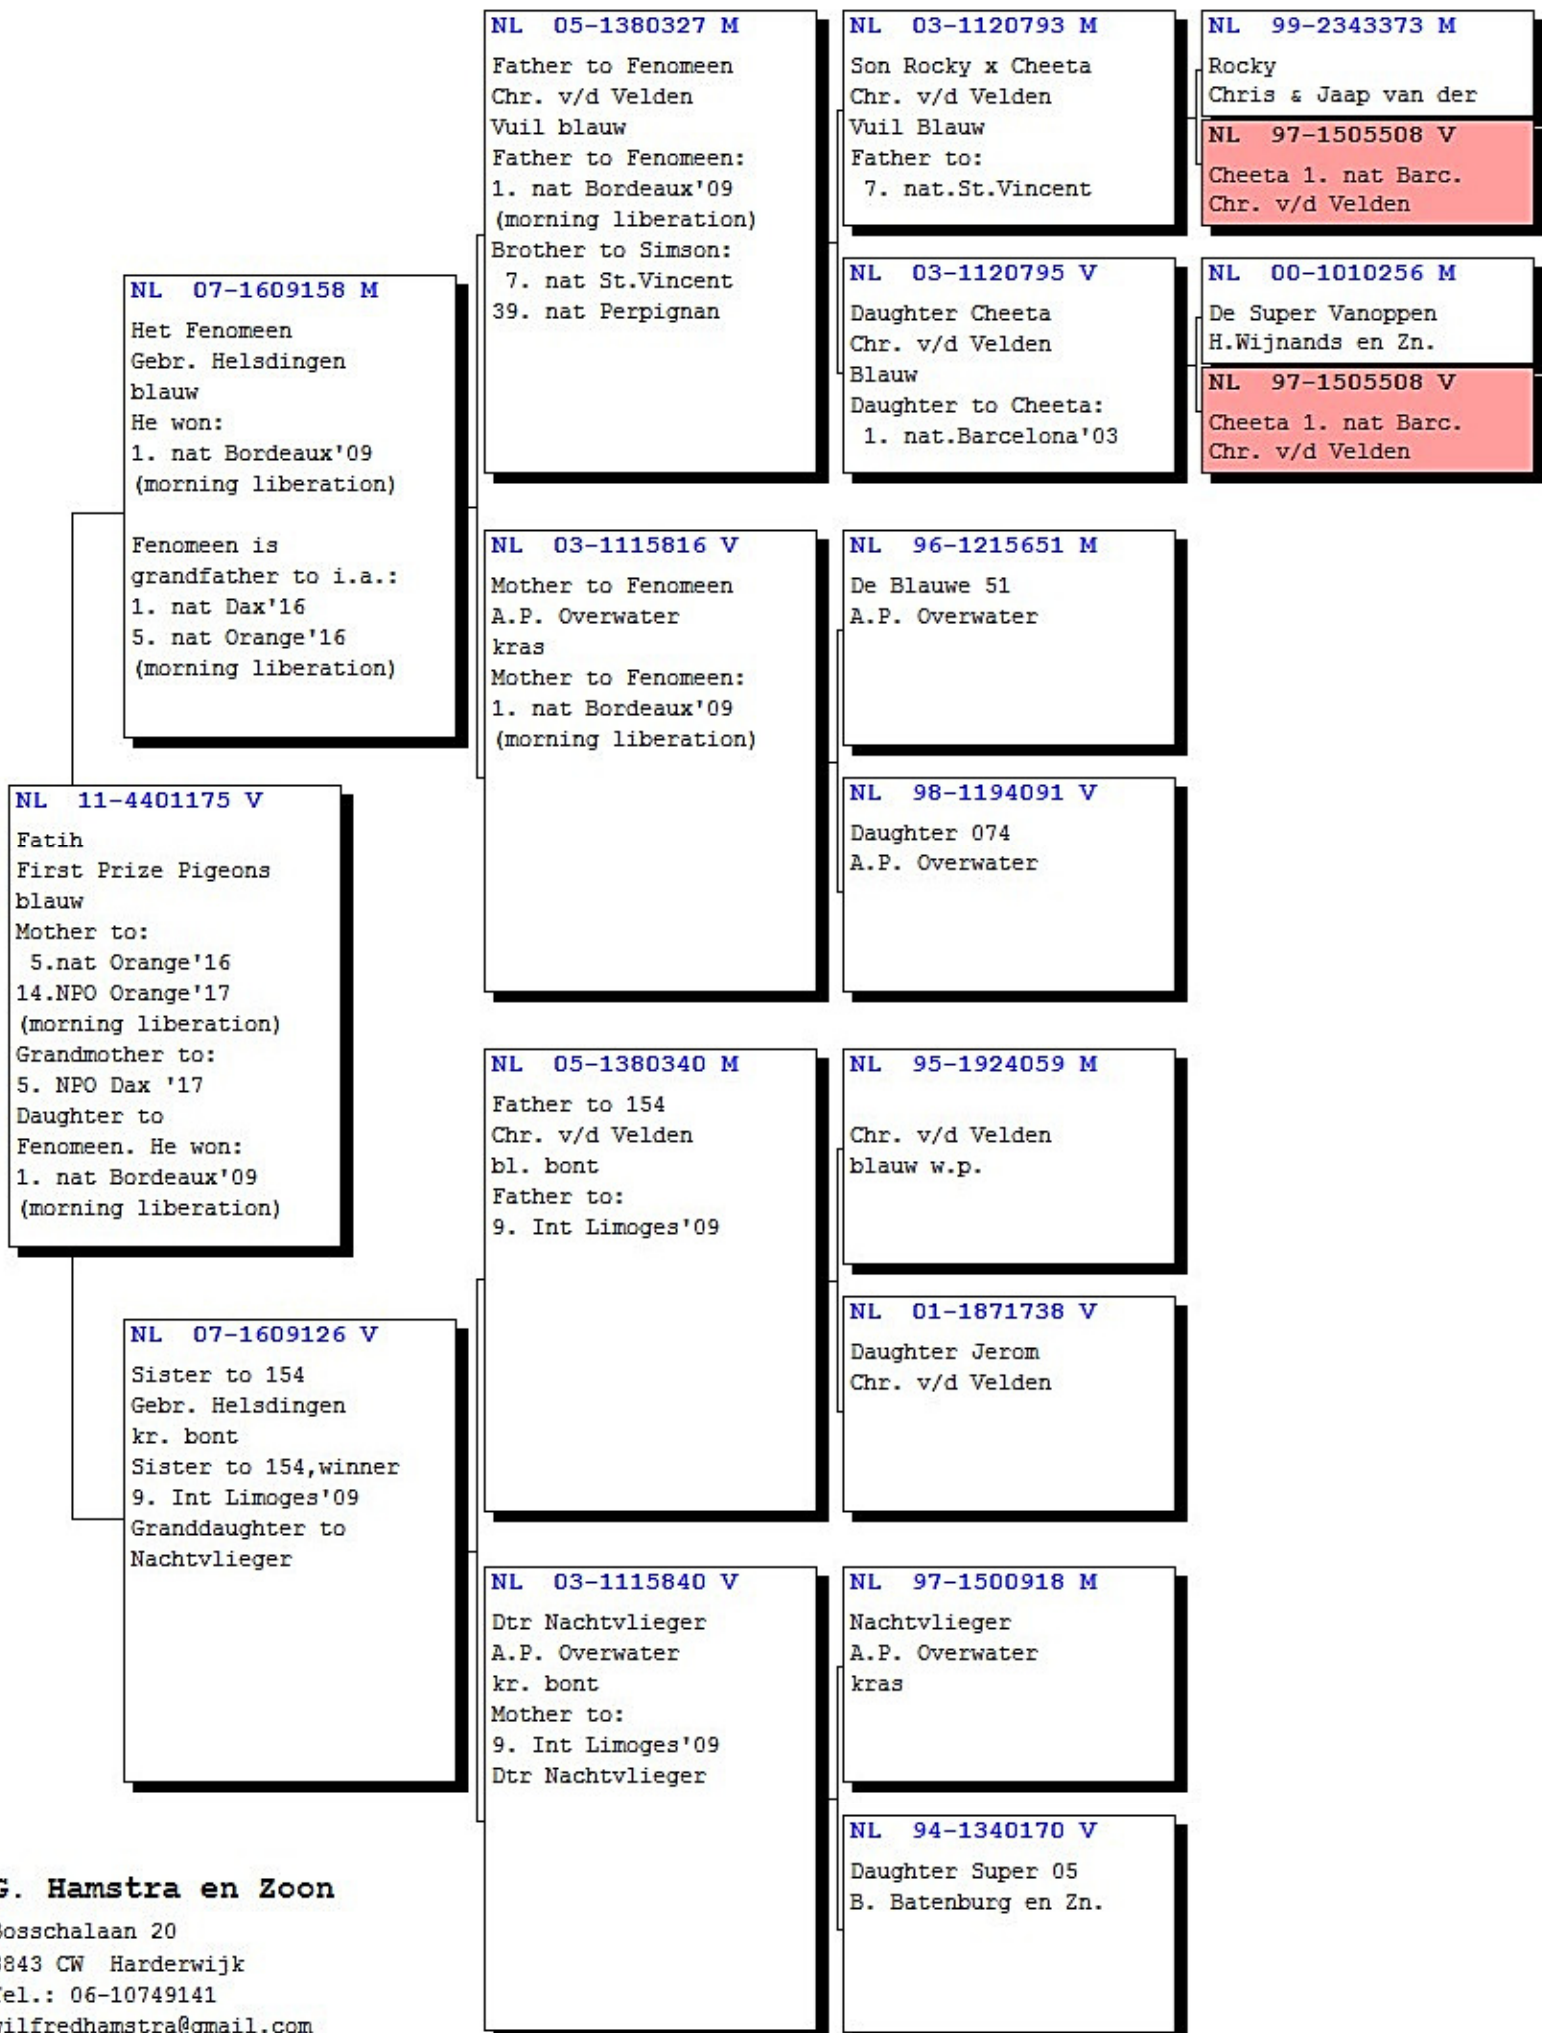 NL 11-4401175 V
Fatih
First Prize Pigeons
blauw
Mother to:
5.nat Orange'16
14.NPO Orange'17
(morning liberation)
Grandmother to:
5. NPO Dax '17
Daughter to
Fenomeen. He won:
1. nat Bordeaux'09
(morning liberation)
NL 07-1609158 M
Het Fenomeen
Gebr. Helsdingen
blauw
He won:
1. nat Bordeaux'09
(morning liberation)
Fenomeen is
grandfather to i.a.:
1. nat Dax'16
5. nat Orange'16
(morning liberation)
NL 07-1609126 V
Sister to 154
Gebr. Helsdingen
kr. bont
Sister to 154,winner
9. Int Limoges'09
Granddaughter to
Nachtvlieger
NL 05-1380327 M
Father to Fenomeen
Chr. v/d Velden
Vuil blauw
Father to Fenomeen:
1. nat Bordeaux'09
(morning liberation)
Brother to Simson:
7. nat St.Vincent
39. nat Perpignan
NL 03-1115816 V
Mother to Fenomeen
A.P. Overwater
kras
Mother to Fenomeen:
1. nat Bordeaux'09
(morning liberation)
NL 05-1380340 M
Father to 154
Chr. v/d Velden
bl. bont
Father to:
9. Int Limoges'09
NL 03-1115840 V
Dtr Nachtvlieger
A.P. Overwater
kr. bont
Mother to:
9. Int Limoges'09
Dtr Nachtvlieger
NL 03-1120793 M
Son Rocky x Cheeta
Chr. v/d Velden
Vuil Blauw
Father to:
7. nat.St.Vincent
NL 03-1120795 V
Daughter Cheeta
Chr. v/d Velden
Blauw
Daughter to Cheeta:
1. nat.Barcelona'03
NL 96-1215651 M
De Blauwe 51
A.P. Overwater
NL 98-1194091 V
Daughter 074
A.P. Overwater
NL 95-1924059 M
Chr. v/d Velden
blauw w.p.
NL 01-1871738 V
Daughter Jerom
Chr. v/d Velden
NL 97-1500918 M
Nachtvlieger
A.P. Overwater
kras
NL 94-1340170 V
Daughter Super 05
B. Batenburg en Zn.
NL 99-2343373 M
Rocky
Chris & Jaap van der
NL 97-1505508 V
Cheeta 1. nat Barc.
Chr. v/d Velden
NL 00-1010256 M
De Super Vanoppen
H.Wijnands en Zn.
NL 97-1505508 V
Cheeta 1. nat Barc.
Chr. v/d Velden
G. Hamstra en Zoon
osschalaan 20
843 CW Harderwijk
Tel.: 06-10749141
wilfredhamstra@gmail.com